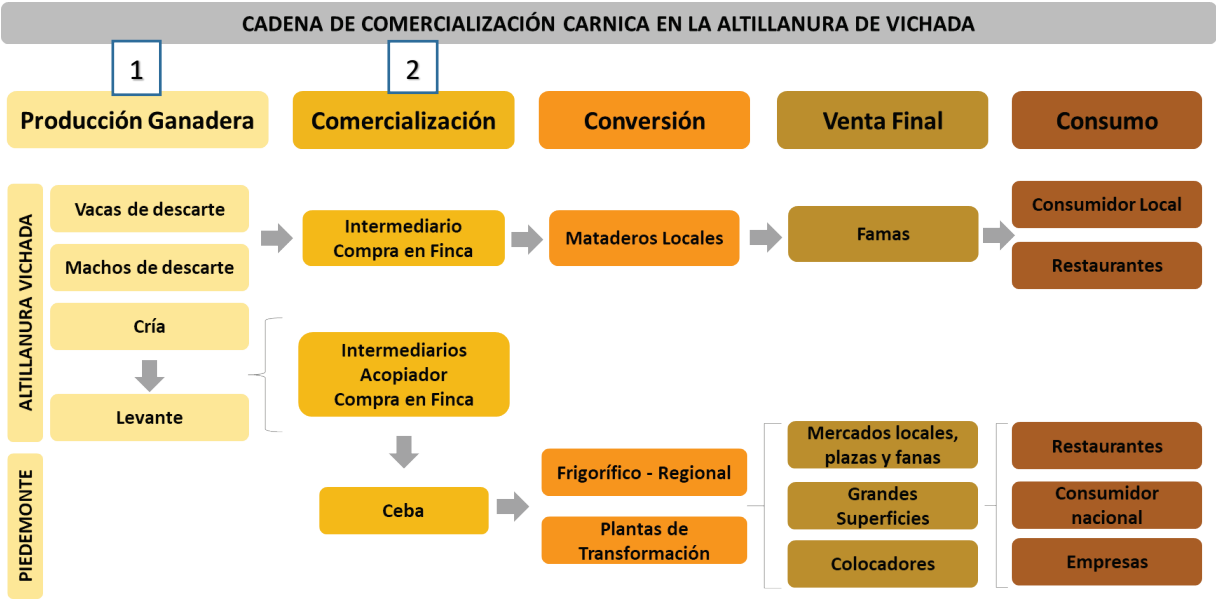 CADENA DE COMERCIALIZACIÓN CARNICA EN LA ALTILLANURA DE VICHADA
1
2
Producción Ganadera
Comercialización
Conversión
Venta Final
Consumo
ALTILLANURA VICHADA
Vacas de descarte
Machos de descarte
Cría
Levante
Intermediario
Compra en Finca
Mataderos Locales
Famas
Consumidor Local
Restaurantes
Intermediarios
Acopiador
Compra en Finca
PIEDEMONTE
Ceba
Frigorífico - Regional
Plantas de
Transformación
Mercados locales,
plazas y fanas
Grandes
Superficies
Colocadores
Restaurantes
Consumidor
nacional
Empresas